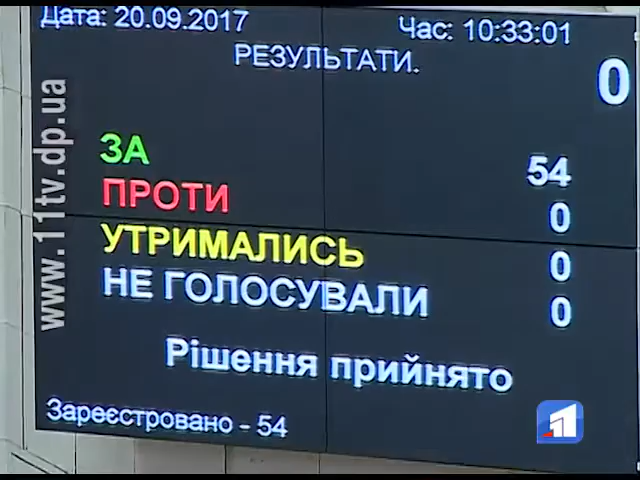 Дата: 20.09.2017 Час: 10:33:01
РЕЗУЛЬТАТИ.
0
ЗА 54
ПРОТИ 0
УТРИМАЛИСЬ 0
НЕ ГОЛОСУВАЛИ 0
Рішення прийнято
Зареєстровано - 54
www.11tv.dp.ua
11